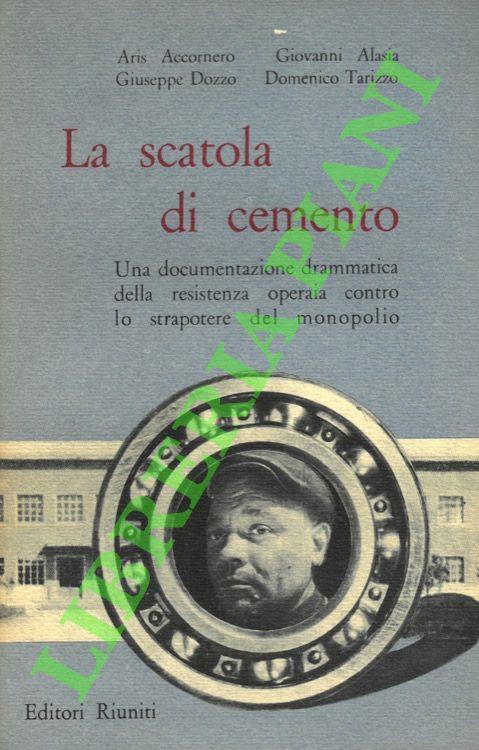 Aris Accornero Giovanni Alasia
Giuseppe Dozzo Domenico Tarizzo
La scatola
di cemento
Una documentazione drammatica
della resistenza operaia contro
lo strapotere del monopolio
LIBRERIA PIANI
Editori Riuniti